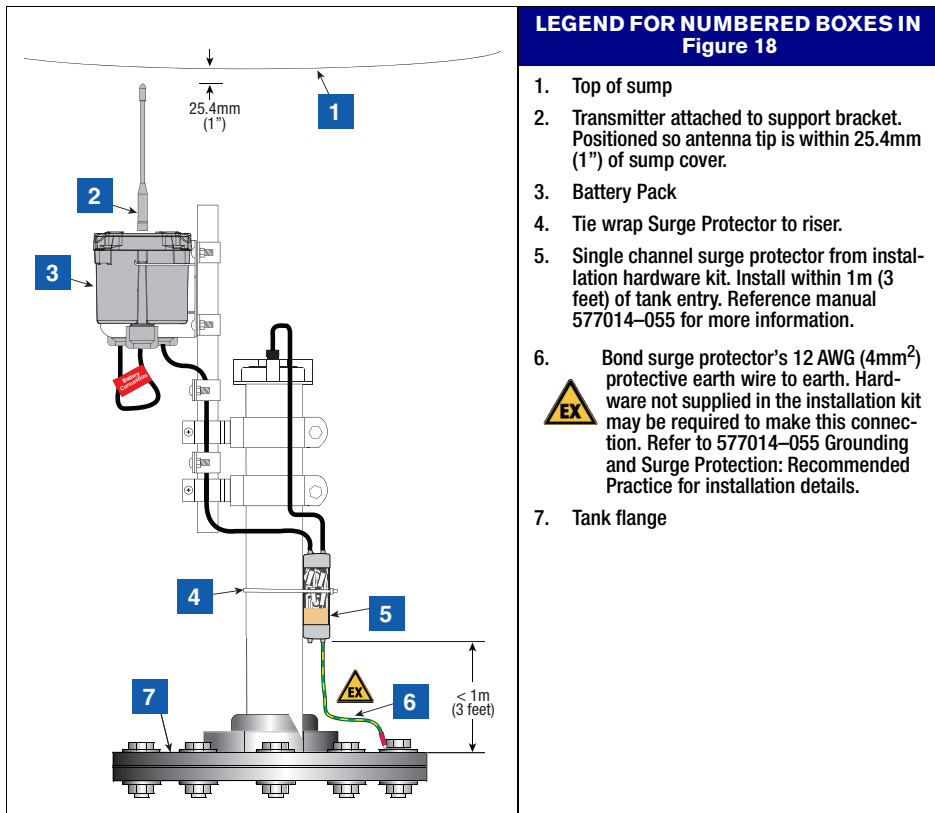 25.4mm
(1”)
1
2
3
Battery
Connection
4
5
EX
6
< 1m
(3 feet)
7
LEGEND FOR NUMBERED BOXES IN
Figure 18
1. Top of sump
2. Transmitter attached to support bracket.
Positioned so antenna tip is within 25.4mm
(1”) of sump cover.
3. Battery Pack
4. Tie wrap Surge Protector to riser.
5. Single channel surge protector from instal-
lation hardware kit. Install within 1m (3
feet) of tank entry. Reference manual
577014–055 for more information.
6. Bond surge protector’s 12 AWG (4mm²)
protective earth wire to earth. Hard-
ware not supplied in the installation kit
may be required to make this connec-
tion. Refer to 577014–055 Grounding
and Surge Protection: Recommended
Practice for installation details.
EX
7. Tank flange